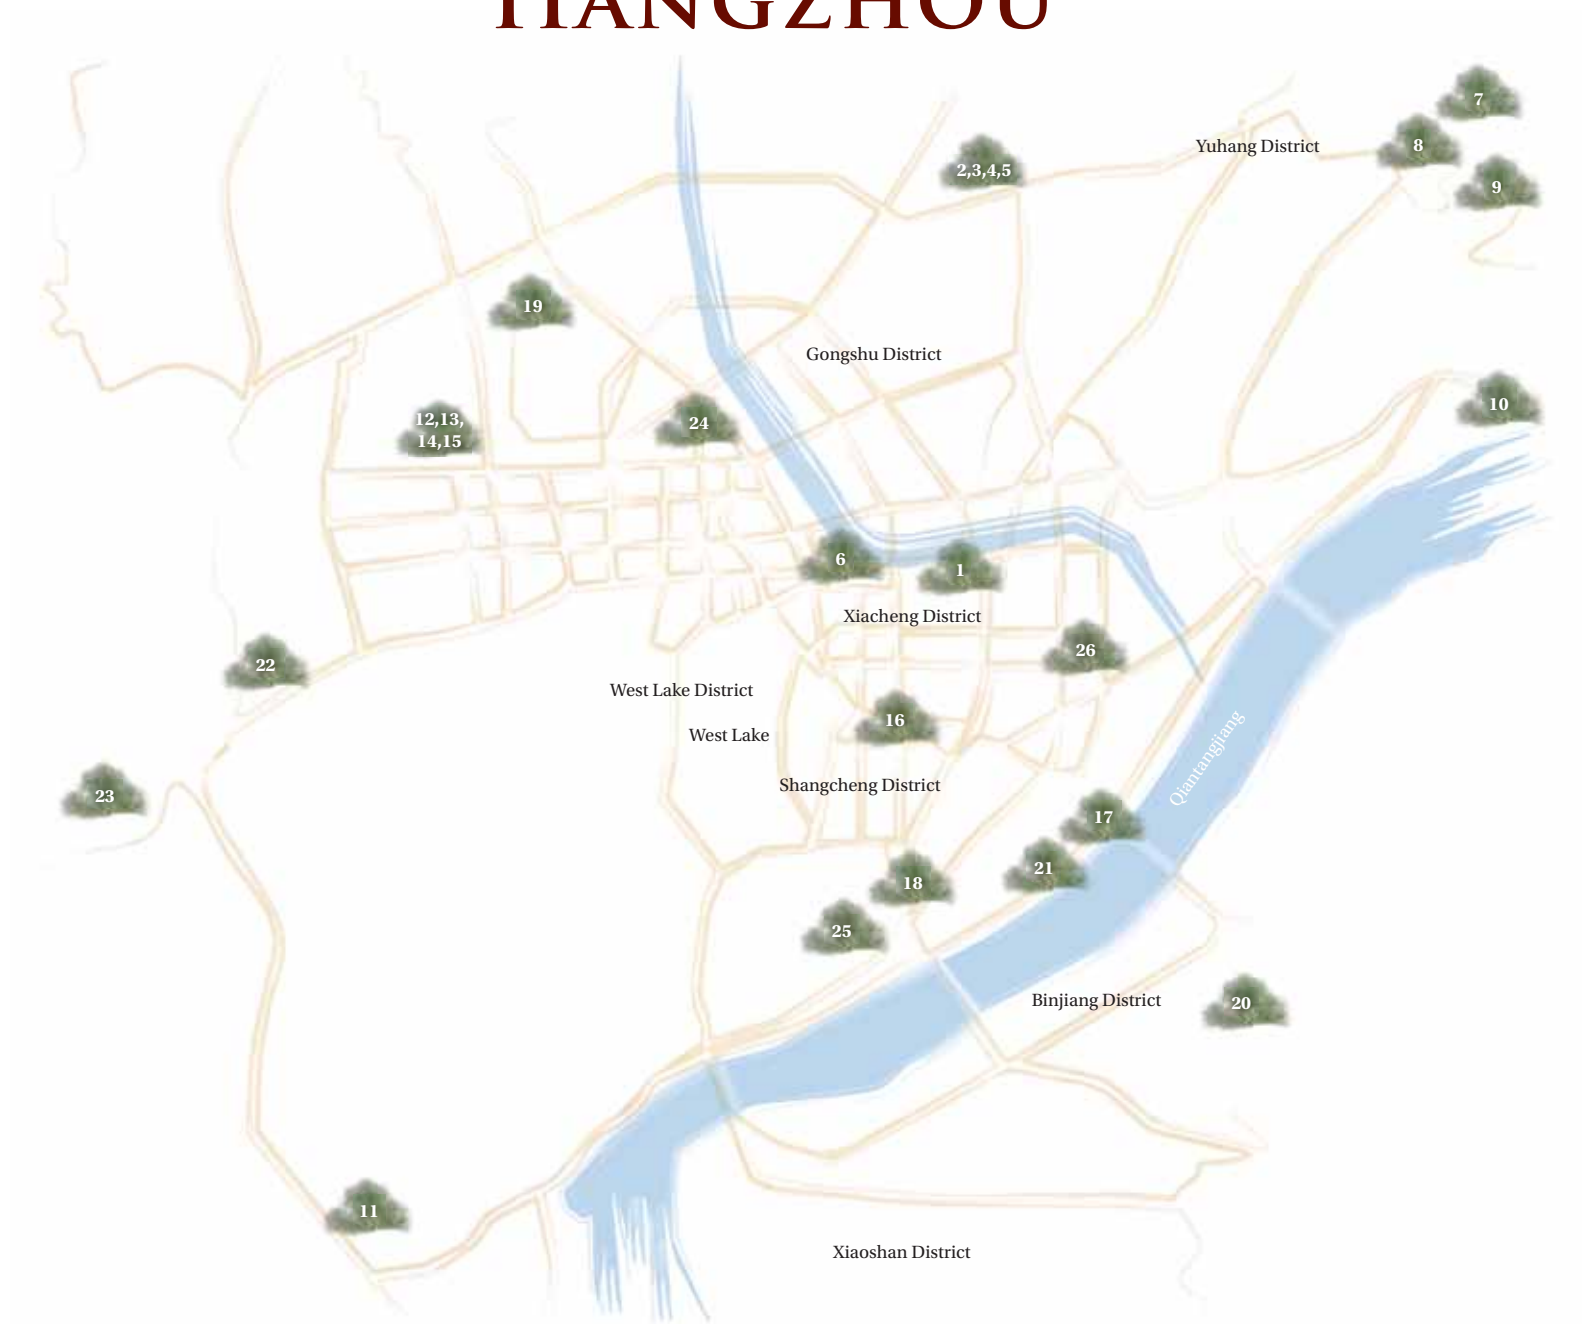 HANGZHOU
7
8
Yuhang District
2,3,4,5
9
19
Gongshu District
10
12,13,
14,15
24
6
1
Xiacheng District
26
22
West Lake District
16
West Lake
Qiantangjiang
Shangcheng District
23
17
21
18
25
Binjiang District
20
11
Xiaoshan District